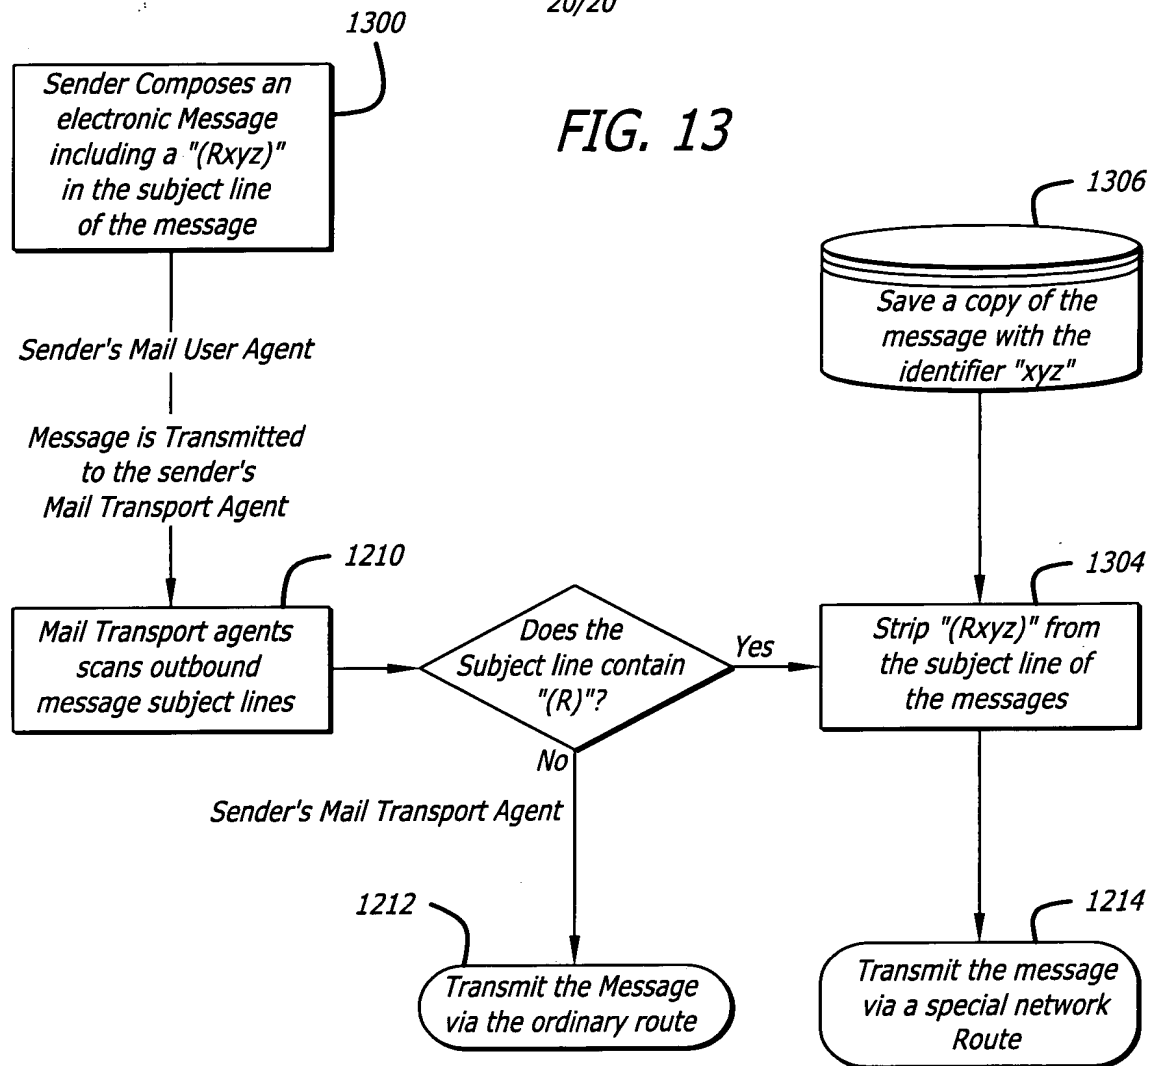 20/20
1300
Sender Composes an
electronic Message
including a "(Rxyz)"
in the subject line
of the message
FIG. 13
1306
Save a copy of the
message with the
identifier "xyz"
Sender's Mail User Agent
Message is Transmitted
to the sender's
Mail Transport Agent
1210
Mail Transport agents
scans outbound
message subject lines
Does the
Subject line contain
"(R)"?
Yes
1304
Strip "(Rxyz)" from
the subject line of
the messages
No
Sender's Mail Transport Agent
1212
Transmit the Message
via the ordinary route
1214
Transmit the message
via a special network
Route